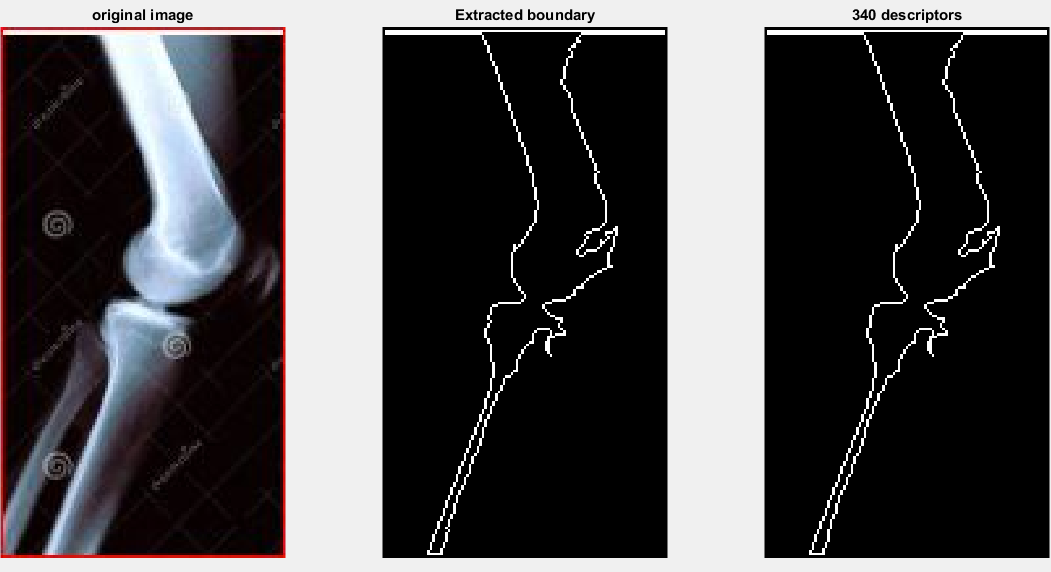 original image
Extracted boundary
340 descriptors